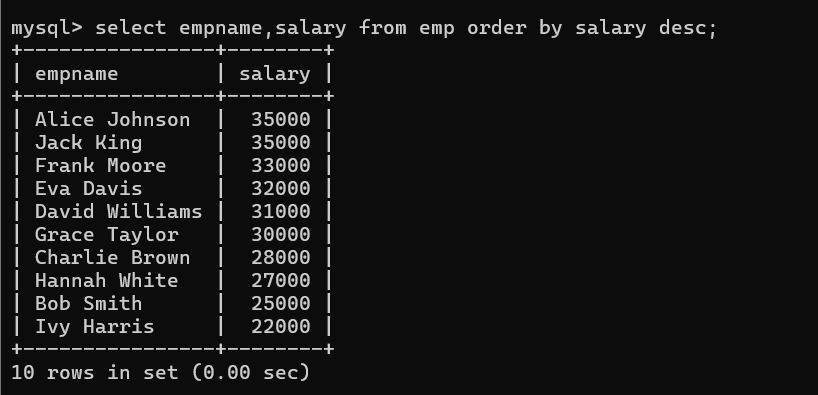 mysql> select empname,salary from emp order by salary desc;
+----------------+--------+
| empname        | salary |
+----------------+--------+
| Alice Johnson  |  35000 |
| Jack King      |  35000 |
| Frank Moore    |  33000 |
| Eva Davis      |  32000 |
| David Williams |  31000 |
| Grace Taylor   |  30000 |
| Charlie Brown  |  28000 |
| Hannah White   |  27000 |
| Bob Smith      |  25000 |
| Ivy Harris     |  22000 |
+----------------+--------+
10 rows in set (0.00 sec)